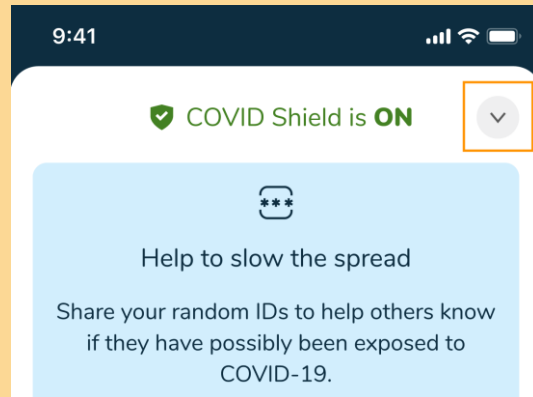 9:41
COVID Shield is ON
***
Help to slow the spread
Share your random IDs to help others know
if they have possibly been exposed to
COVID-19.